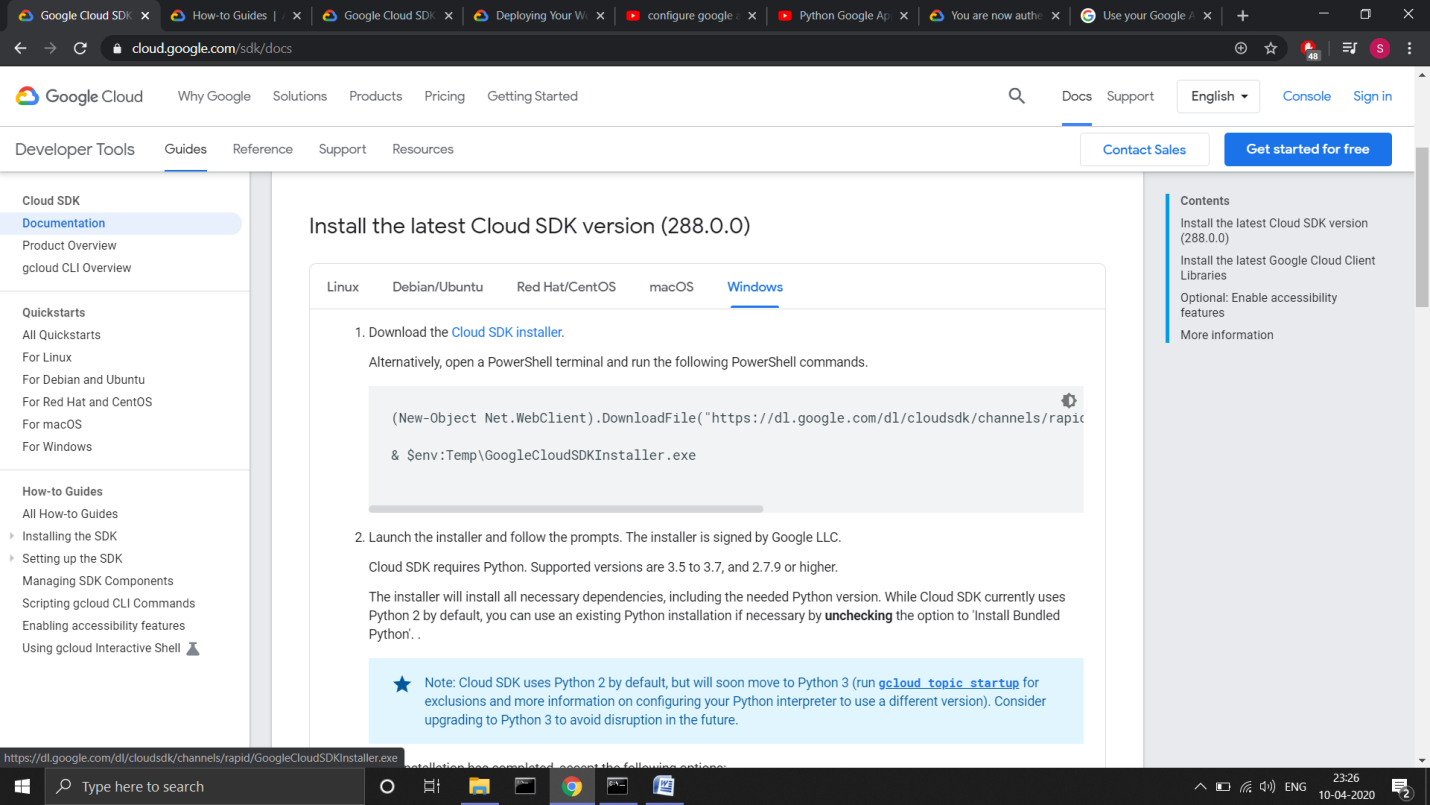 Google Cloud SDK
How-to Guides |
Google Cloud SDK
Deploying Your W
configure google a
Python Google Ap
You are now authe
Use your Google A
cloud.google.com/sdk/docs
48
S
Google Cloud
Why Google
Solutions
Products
Pricing
Getting Started
Docs
Support
English
Console
Sign in
Developer Tools
Guides
Reference
Support
Resources
Contact Sales
Get started for free
Cloud SDK
Documentation
Product Overview
gcloud CLI Overview
Quickstarts
All Quickstarts
For Linux
For Debian and Ubuntu
For Red Hat and CentOS
For macOS
For Windows
How-to Guides
All How-to Guides
Installing the SDK
Setting up the SDK
Managing SDK Components
Scripting gcloud CLI Commands
Enabling accessibility features
Using gcloud Interactive Shell
Install the latest Cloud SDK version (288.0.0)
Linux
Debian/Ubuntu
Red Hat/CentOS
macOS
Windows
1. Download the Cloud SDK installer.
Alternatively, open a PowerShell terminal and run the following PowerShell commands.
(New-Object Net.WebClient).DownloadFile("https://dl.google.com/dl/cloudsdk/channels/rapid
& $env:Temp\GoogleCloudSDKInstaller.exe
2. Launch the installer and follow the prompts. The installer is signed by Google LLC.
Cloud SDK requires Python. Supported versions are 3.5 to 3.7, and 2.7.9 or higher.
The installer will install all necessary dependencies, including the needed Python version. While Cloud SDK currently uses
Python 2 by default, you can use an existing Python installation if necessary by unchecking the option to 'Install Bundled
Python'. .
Note: Cloud SDK uses Python 2 by default, but will soon move to Python 3 (run gcloud topic startup for
exclusions and more information on configuring your Python interpreter to use a different version). Consider
upgrading to Python 3 to avoid disruption in the future.
Contents
Install the latest Cloud SDK version
(288.0.0)
Install the latest Google Cloud Client
Libraries
Optional: Enable accessibility
features
More information
https://dl.google.com/dl/cloudsdk/channels/rapid/GoogleCloudSDKInstaller.exe
Type here to search
ENG
23:26
10-04-2020
2